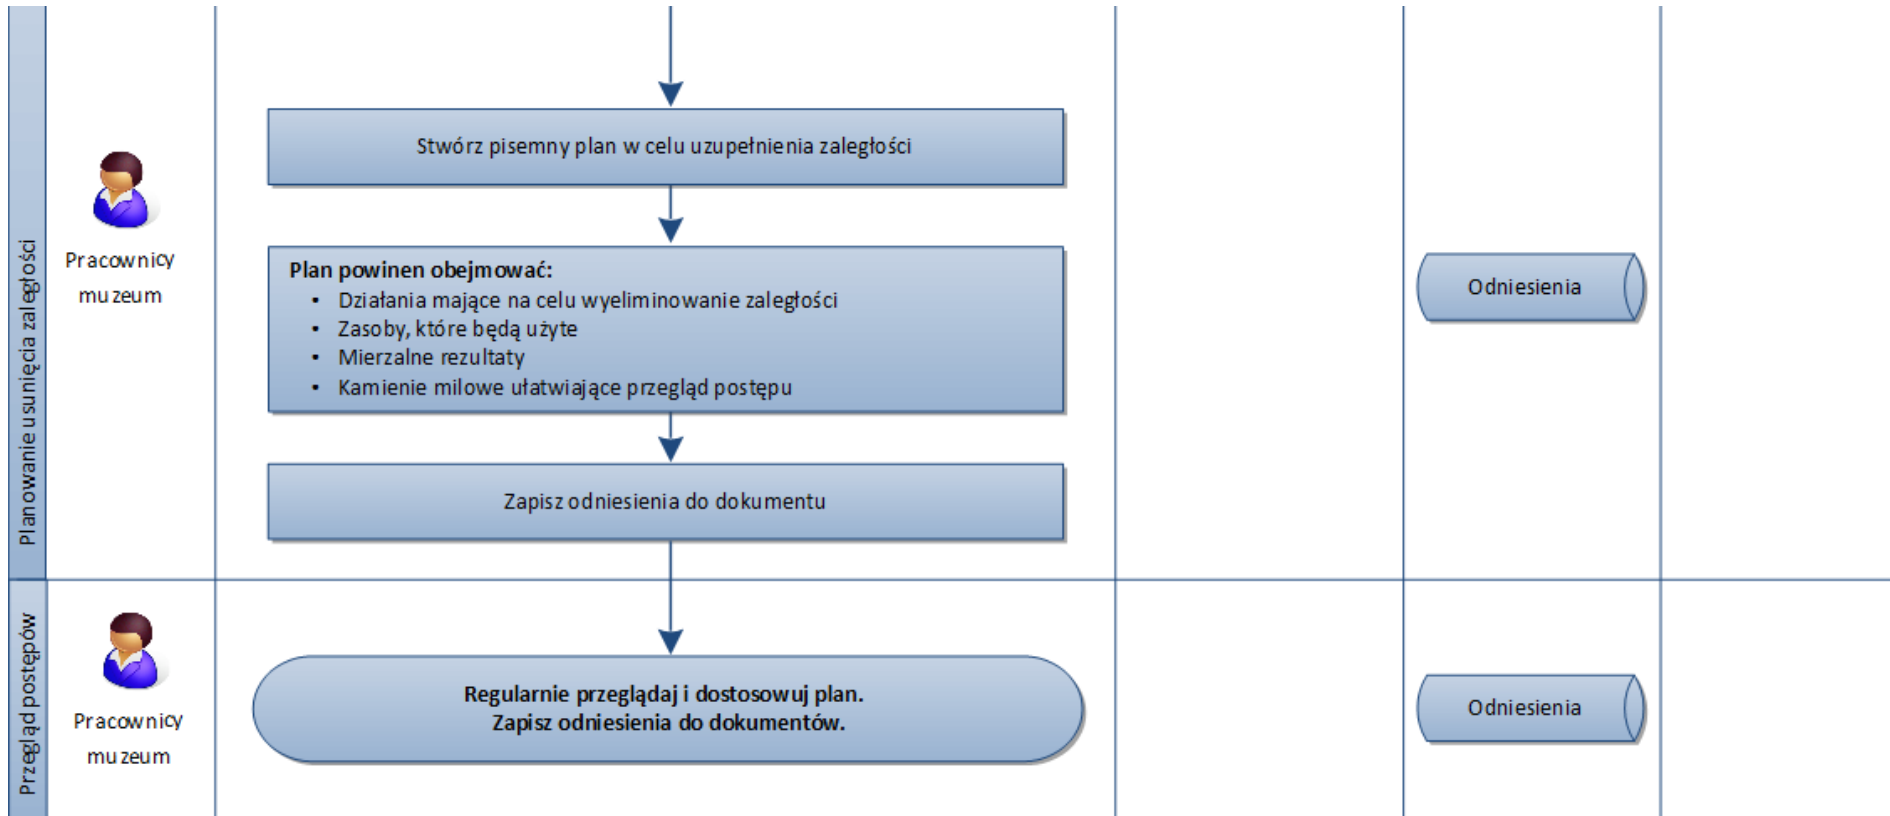 Planowanie usunięcia zaległości
Pracownicy
muzeum
Stwórz pisemny plan w celu uzupełnienia zaległości
Plan powinen obejmować:
• Działania mające na celu wyeliminowanie zaległości
• Zasoby, które będą użyte
• Mierzalne rezultaty
• Kamienie milowe ułatwiające przegląd postępu
Zapisz odniesienia do dokumentu
Odniesienia
Przegląd postępów
Pracownicy
muzeum
Regularnie przeglądaj i dostosowuj plan.
Zapisz odniesienia do dokumentów.
Odniesienia